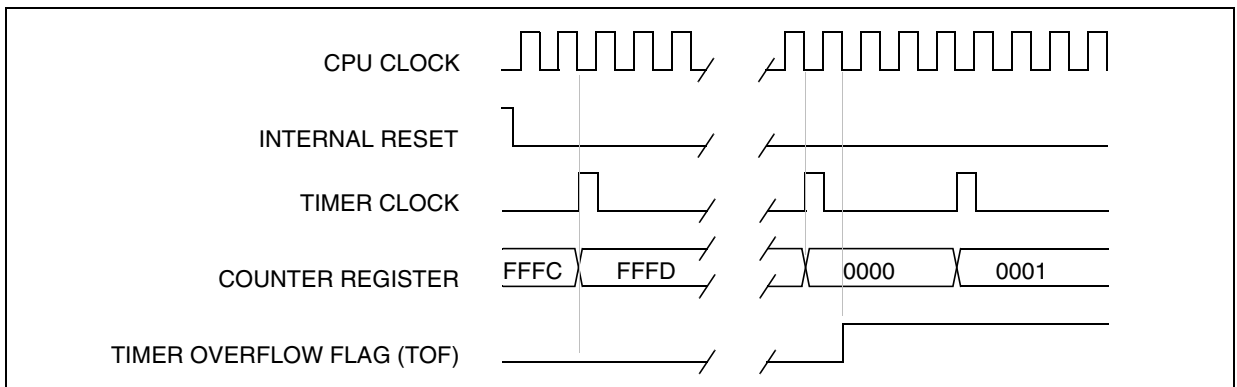 CPU CLOCK
INTERNAL RESET
TIMER CLOCK
COUNTER REGISTER
FFFC FFFD 0000 0001
TIMER OVERFLOW FLAG (TOF)